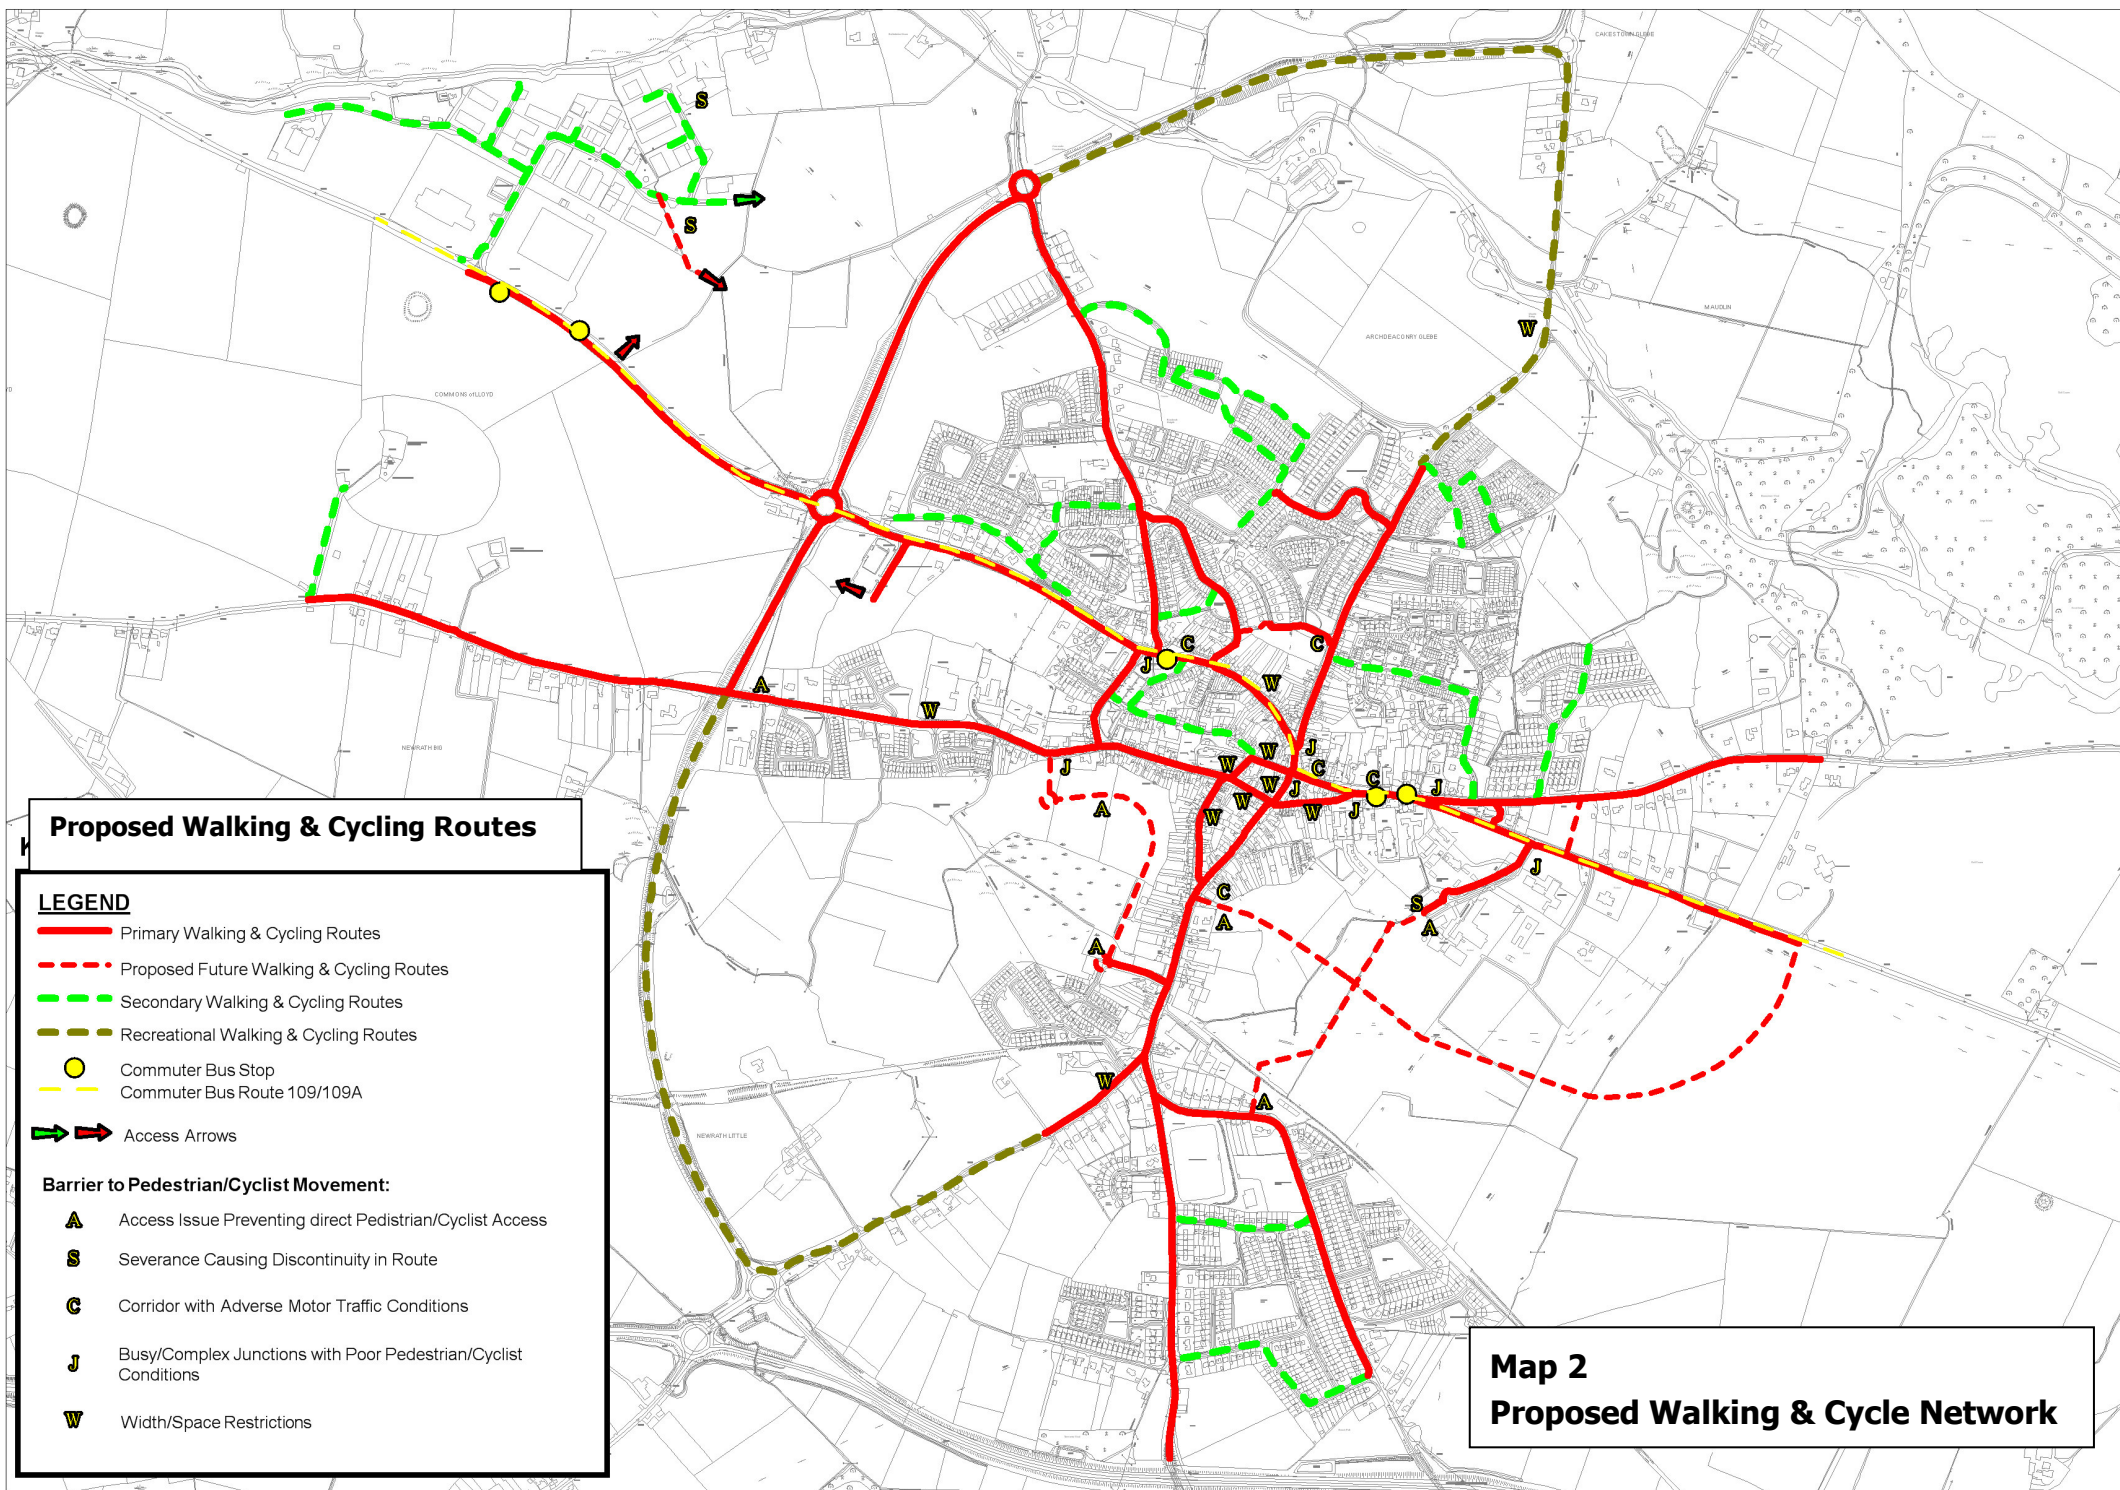 CAKESTOWN GLEBE
S
S
MAUDLIN
W
ARCHDEACONRY GLEBE
COMMONS of LLOYD
C
C
J
A
W
W
NEWRATH BIG
J
W
W
J
C
C
J
W
J
J
W
W
W
J
A
Proposed Walking & Cycling Routes
K
J
C
S
A
A
A
LEGEND
Primary Walking & Cycling Routes
Proposed Future Walking & Cycling Routes
Secondary Walking & Cycling Routes
Recreational Walking & Cycling Routes
Commuter Bus Stop
Commuter Bus Route 109/109A
Access Arrows
W
A
NEWRATH LITTLE
Barrier to Pedestrian/Cyclist Movement:
A Access Issue Preventing direct Pedistrian/Cyclist Access
S Severance Causing Discontinuity in Route
C Corridor with Adverse Motor Traffic Conditions
J Busy/Complex Junctions with Poor Pedestrian/Cyclist
Conditions
W Width/Space Restrictions
Map 2
Proposed Walking & Cycle Network